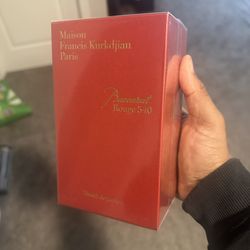 Maison
Francis Kurkdjian
Paris
Baccarat
Rouge 540